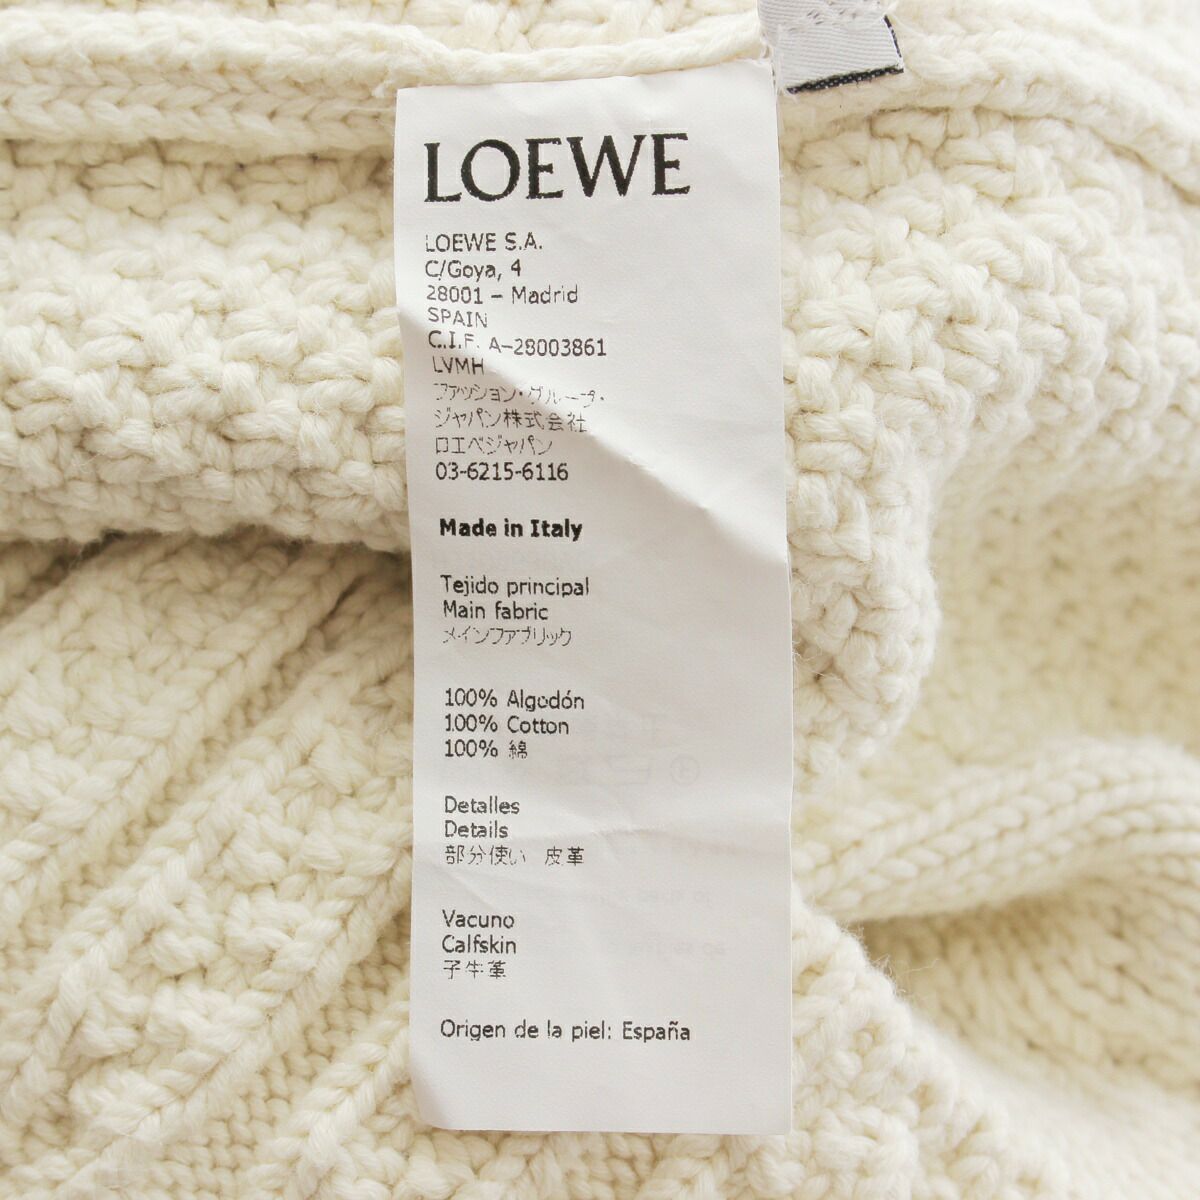 LOEWE
LOEWE S.A.
C/Goya, 4
28001 – Madrid
SPAIN
C.I.F. A-28003861
LVMH
ファッション・グループ・
ジャパン株式会社
ロエベジャパン
03-6215-6116
Made in Italy
Tejido principal
Main fabric
メインファブリック
100% Algodón
100% Cotton
100% 綿
Detalles
Details
部分使い 皮革
Vacuno
Calfskin
子牛革
Origen de la piel: España